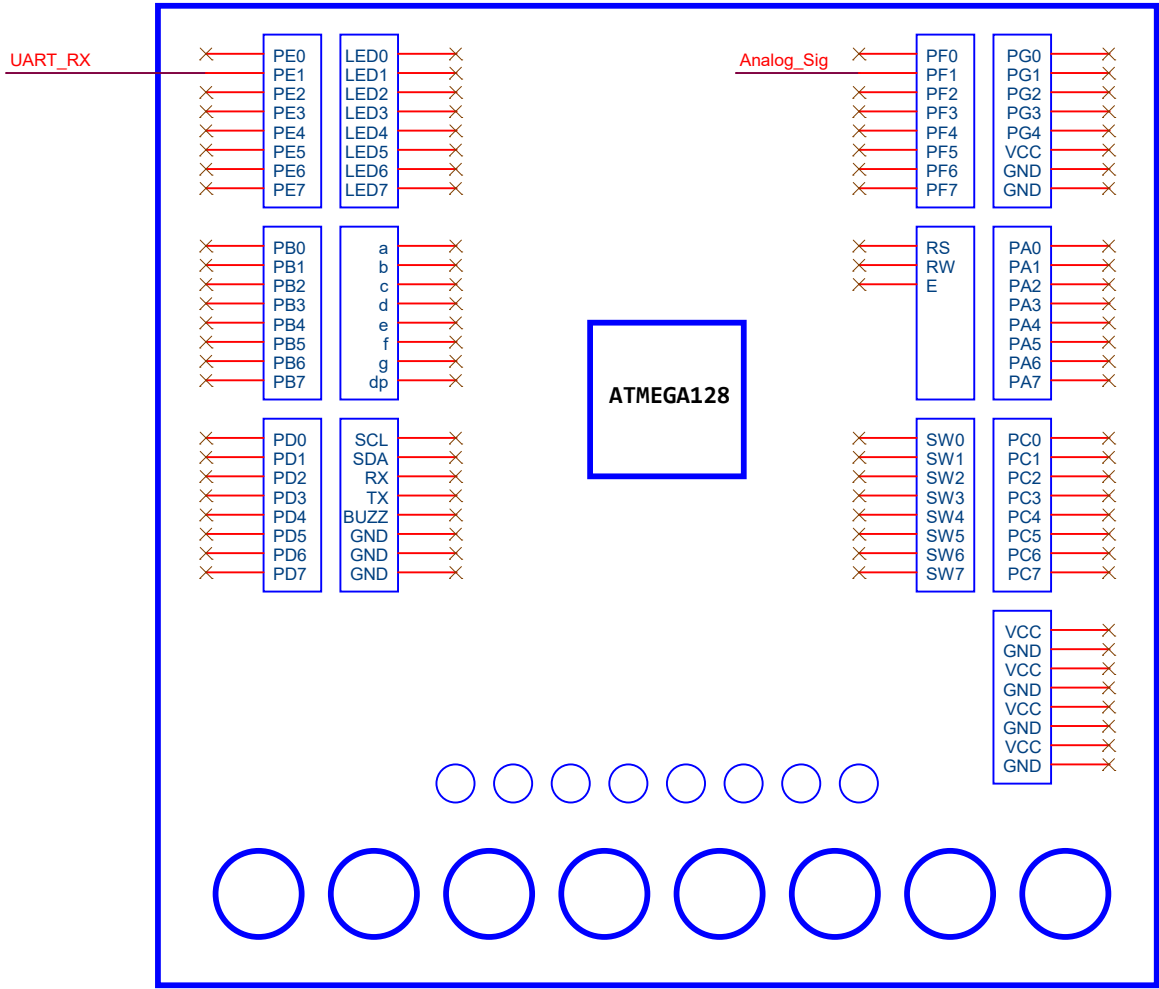 UART_RX
Analog_Sig
PE0
PE1
PE2
PE3
PE4
PE5
PE6
PE7
LED0
LED1
LED2
LED3
LED4
LED5
LED6
LED7
PF0
PF1
PF2
PF3
PF4
PF5
PF6
PF7
PG0
PG1
PG2
PG3
PG4
VCC
GND
GND
PB0
PB1
PB2
PB3
PB4
PB5
PB6
PB7
a
b
c
d
e
f
g
dp
RS
RW
E
PA0
PA1
PA2
PA3
PA4
PA5
PA6
PA7
ATMEGA128
PD0
PD1
PD2
PD3
PD4
PD5
PD6
PD7
SCL
SDA
RX
TX
BUZZ
GND
GND
GND
SW0
SW1
SW2
SW3
SW4
SW5
SW6
SW7
PC0
PC1
PC2
PC3
PC4
PC5
PC6
PC7
VCC
GND
VCC
GND
VCC
GND
VCC
GND